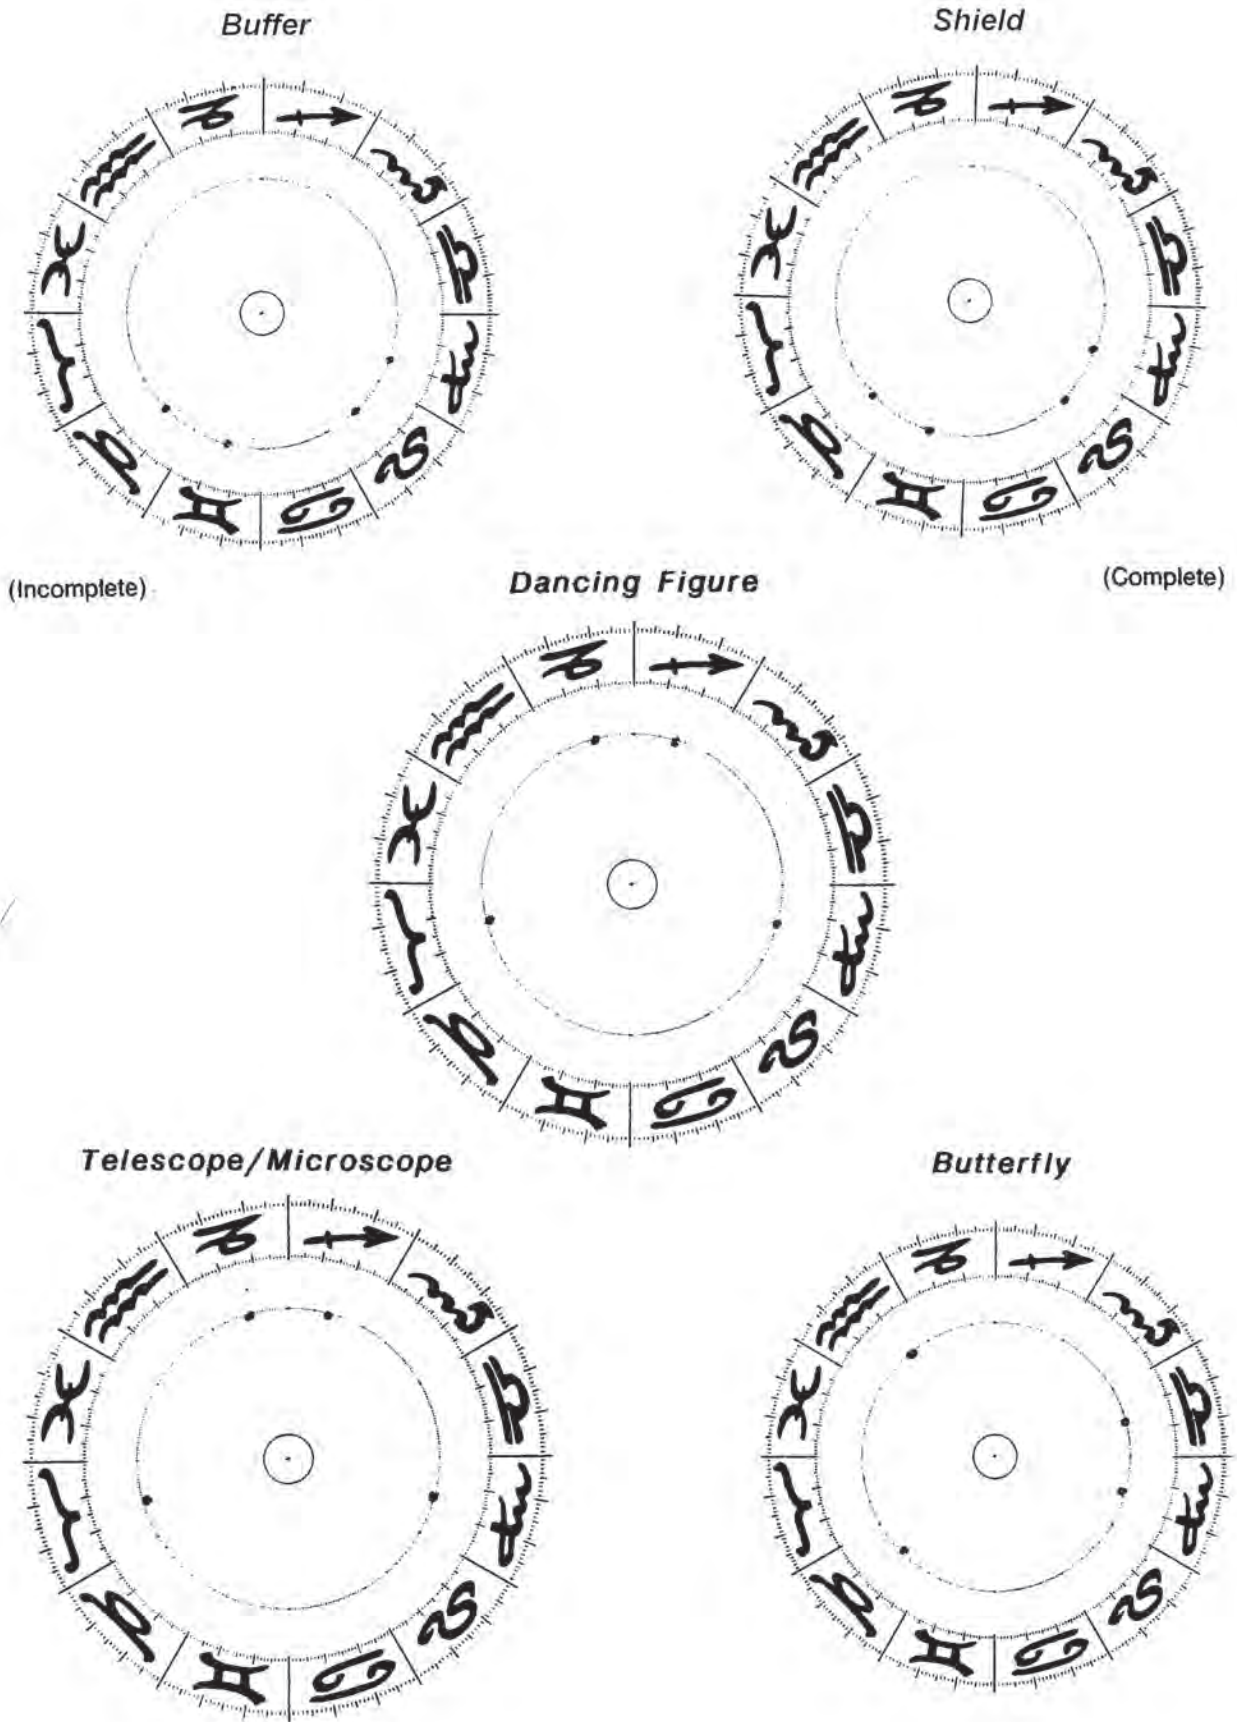 Buffer
Shield
(Incomplete)
Dancing Figure
(Complete)
Telescope/Microscope
Butterfly